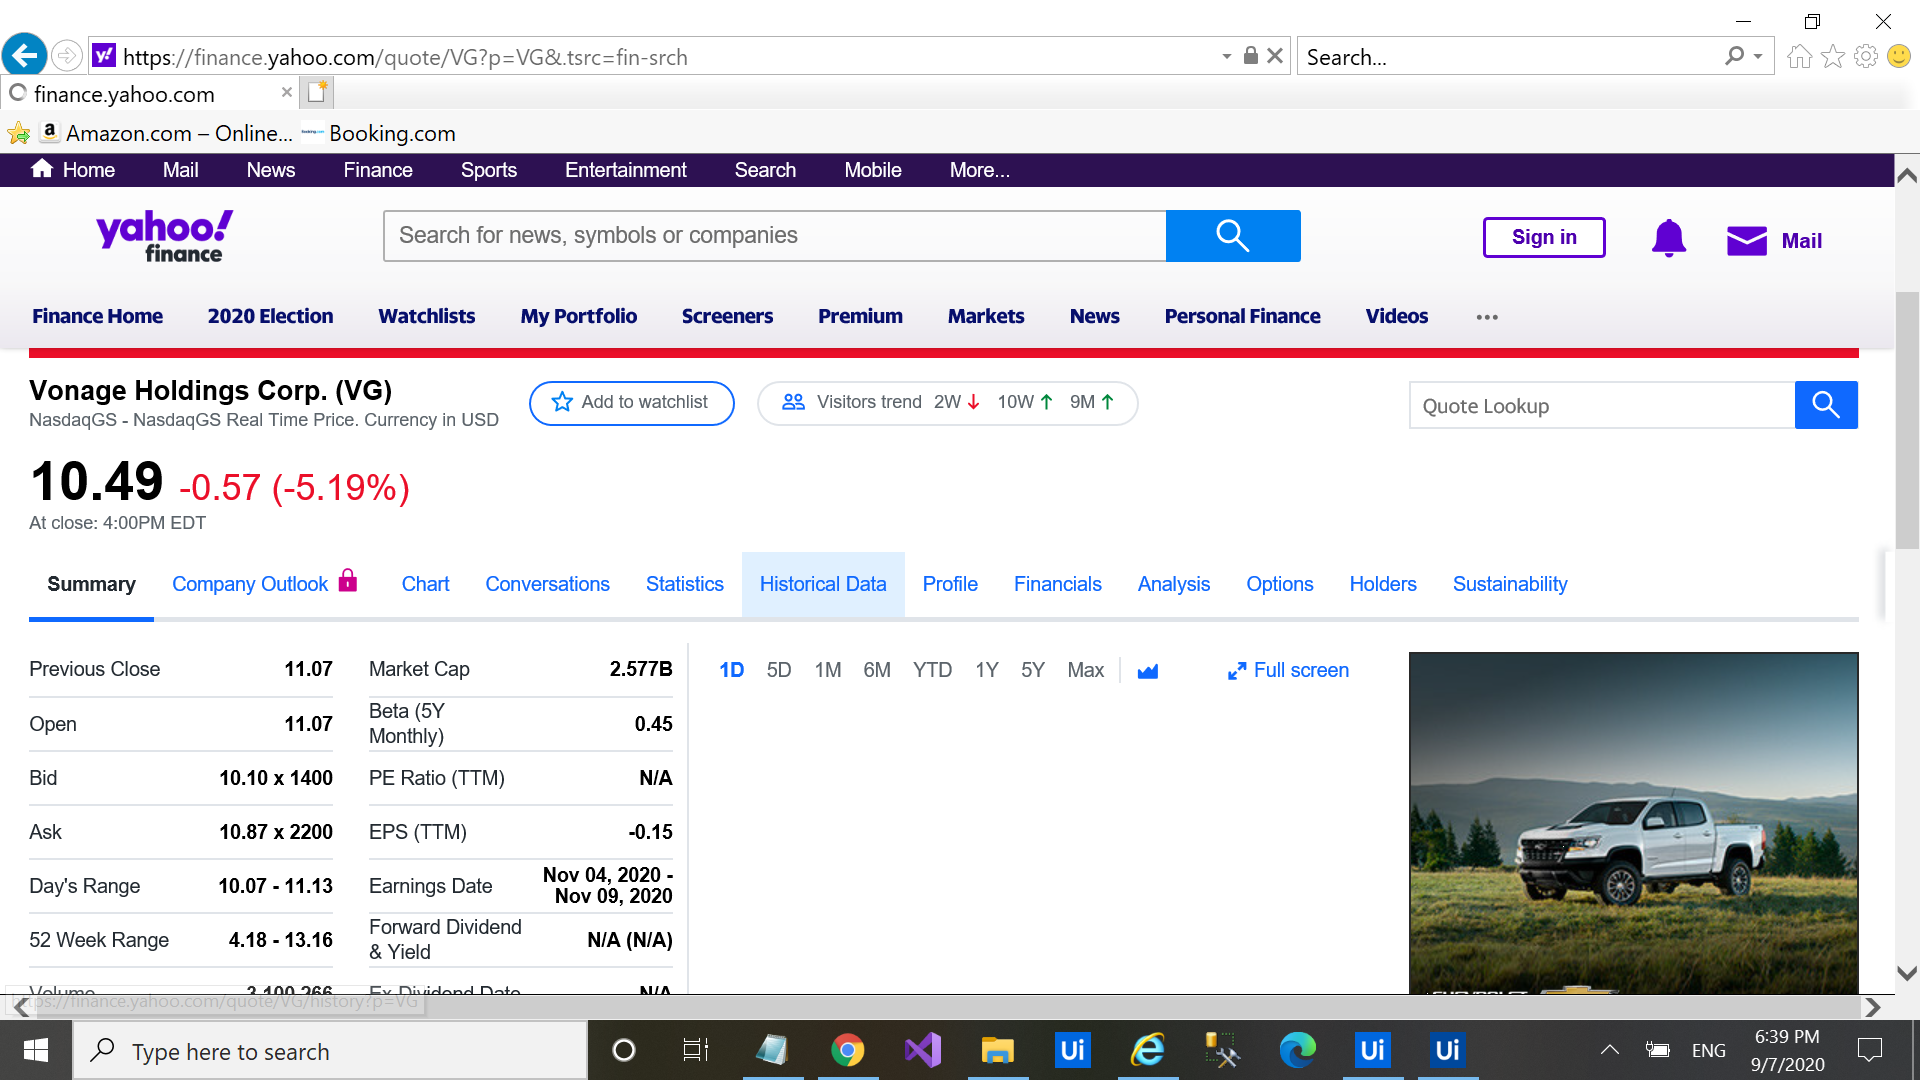 https://finance.yahoo.com/quote/VG?p=VG&.tsrc=fin-srch
Search...
finance.yahoo.com
Amazon.com – Online...
Booking.com
Home
Mail
News
Finance
Sports
Entertainment
Search
Mobile
More...
yahoo!
finance
Search for news, symbols or companies
Sign in
Mail
Finance Home
2020 Election
Watchlists
My Portfolio
Screeners
Premium
Markets
News
Personal Finance
Videos
Vonage Holdings Corp. (VG)
NasdaqGS - NasdaqGS Real Time Price. Currency in USD
Add to watchlist
Visitors trend 2W 10W 9M
Quote Lookup
10.49 -0.57 (-5.19%)
At close: 4:00PM EDT
Summary
Company Outlook
Chart
Conversations
Statistics
Historical Data
Profile
Financials
Analysis
Options
Holders
Sustainability
Previous Close 11.07
Open 11.07
Bid 10.10 x 1400
Ask 10.87 x 2200
Day's Range 10.07 - 11.13
52 Week Range 4.18 - 13.16
Volume 3,100,266
Market Cap 2.577B
Beta (5Y
Monthly) 0.45
PE Ratio (TTM) N/A
EPS (TTM) -0.15
Earnings Date Nov 04, 2020 -
Nov 09, 2020
Forward Dividend
& Yield N/A (N/A)
Ex-Dividend Date N/A
1D 5D 1M 6M YTD 1Y 5Y Max
Full screen
CHEVROLET
https://finance.yahoo.com/quote/VG/history?p=VG
Type here to search
Ui
Ui
Ui
ENG
6:39 PM
9/7/2020